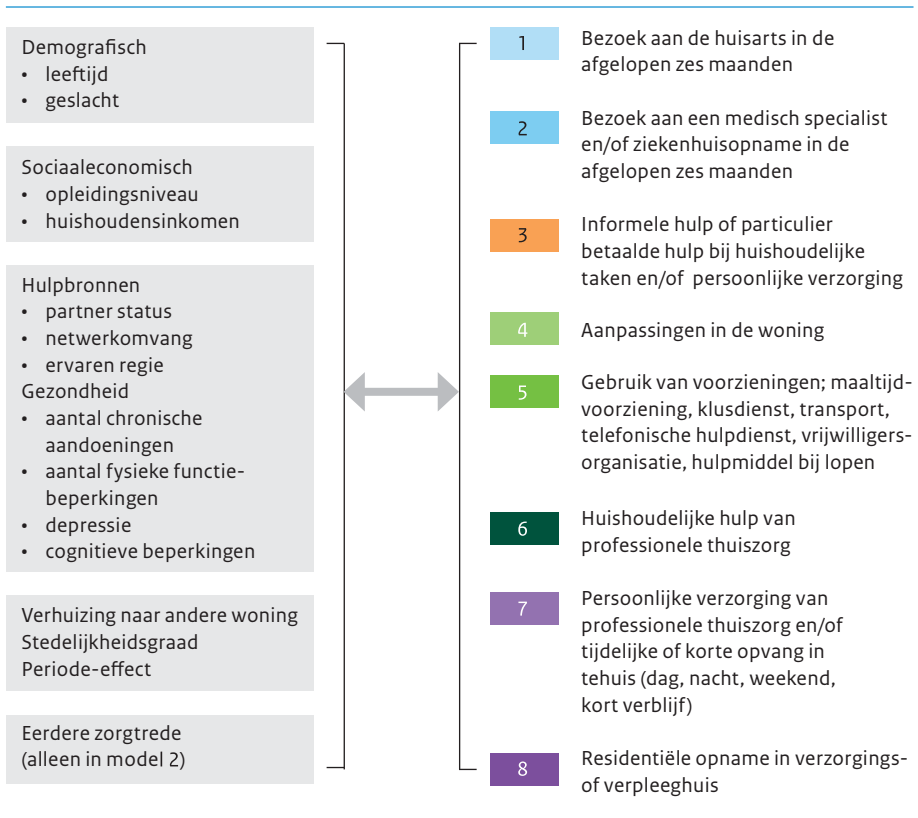 Demografisch
• leeftijd
• geslacht
Sociaaleconomisch
• opleidingsniveau
• huishoudensinkomen
Hulpbronnen
• partner status
• netwerkomvang
• ervaren regie
Gezondheid
• aantal chronische
aandoeningen
• aantal fysieke functie-
beperkingen
• depressie
• cognitieve beperkingen
Verhuizing naar andere woning
Stedelijkheidsgraad
Periode-effect
Eerdere zorgtrede
(alleen in model 2)
1 Bezoek aan de huisarts in de
afgelopen zes maanden
2 Bezoek aan een medisch specialist
en/of ziekenhuisopname in de
afgelopen zes maanden
3 Informele hulp of particulier
betaalde hulp bij huishoudelijke
taken en/of persoonlijke verzorging
4 Aanpassingen in de woning
5 Gebruik van voorzieningen; maaltijd-
voorziening, klusdienst, transport,
telefonische hulpdienst, vrijwilligers-
organisatie, hulpmiddel bij lopen
6 Huishoudelijke hulp van
professionele thuiszorg
7 Persoonlijke verzorging van
professionele thuiszorg en/of
tijdelijke of korte opvang in
tehuis (dag, nacht, weekend,
kort verblijf)
8 Residentiële opname in verzorgings-
of verpleeghuis